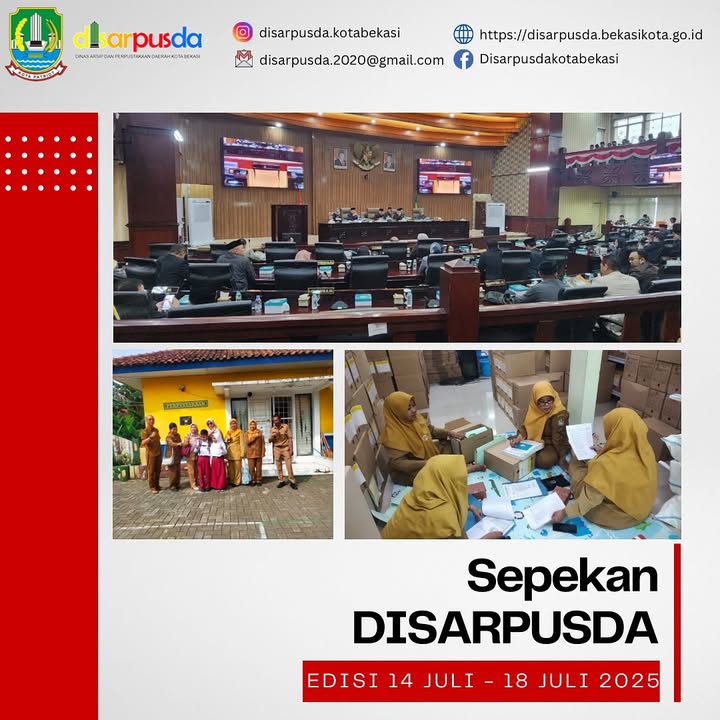 KOTA PATRIOT
disarpusda
DINAS ARSIP DAN PERPUSTAKAAN DAERAH KOTA BEKASI
disarpusda.kotabekasi
disarpusda.2020@gmail.com
https://disarpusda.bekasikota.go.id
Disarpusdakotabekasi
PERPUSTAKAAN
Sepekan
DISARPUSDA
EDISI 14 JULI - 18 JULI 2025